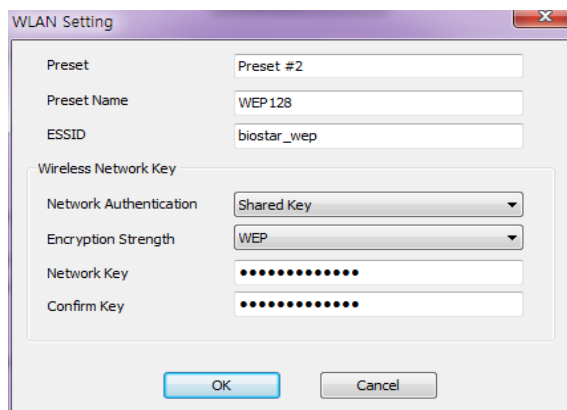 WLAN Setting
Preset Preset #2
Preset Name WEP128
ESSID biostar_wep
Wireless Network Key
Network Authentication Shared Key
Encryption Strength WEP
Network Key •••••••••••••
Confirm Key •••••••••••••
OK Cancel